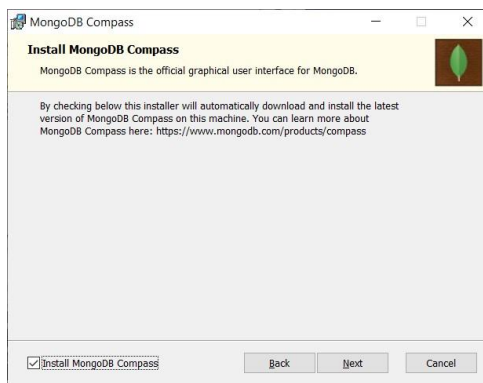 MongoDB Compass
Install MongoDB Compass
MongoDB Compass is the official graphical user interface for MongoDB.
By checking below this installer will automatically download and install the latest
version of MongoDB Compass on this machine. You can learn more about
MongoDB Compass here: https://www.mongodb.com/products/compass
Install MongoDB Compass
Back
Next
Cancel